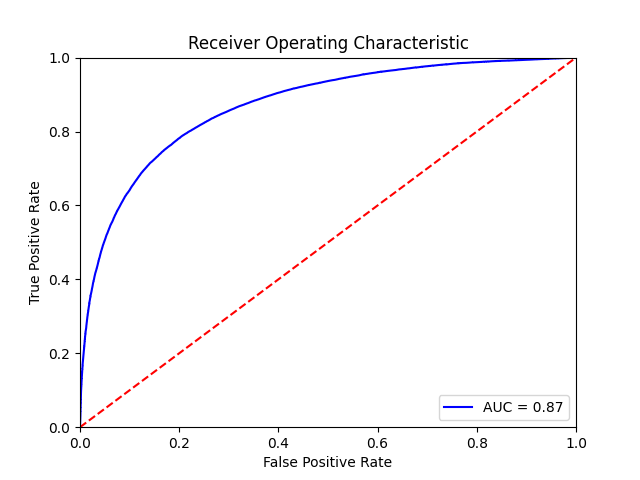 Receiver Operating Characteristic
1.0
0.8
0.6
0.4
0.2
0.0
True Positive Rate
AUC = 0.87
0.0 0.2 0.4 0.6 0.8 1.0
False Positive Rate